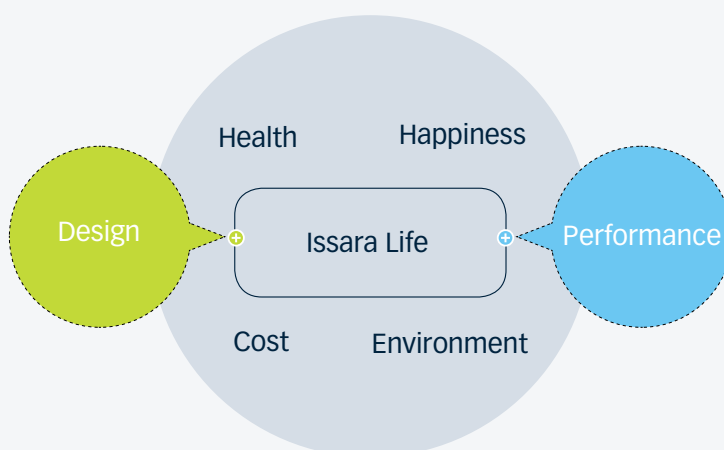 Health
Happiness
Design
Issara Life
Performance
Cost
Environment